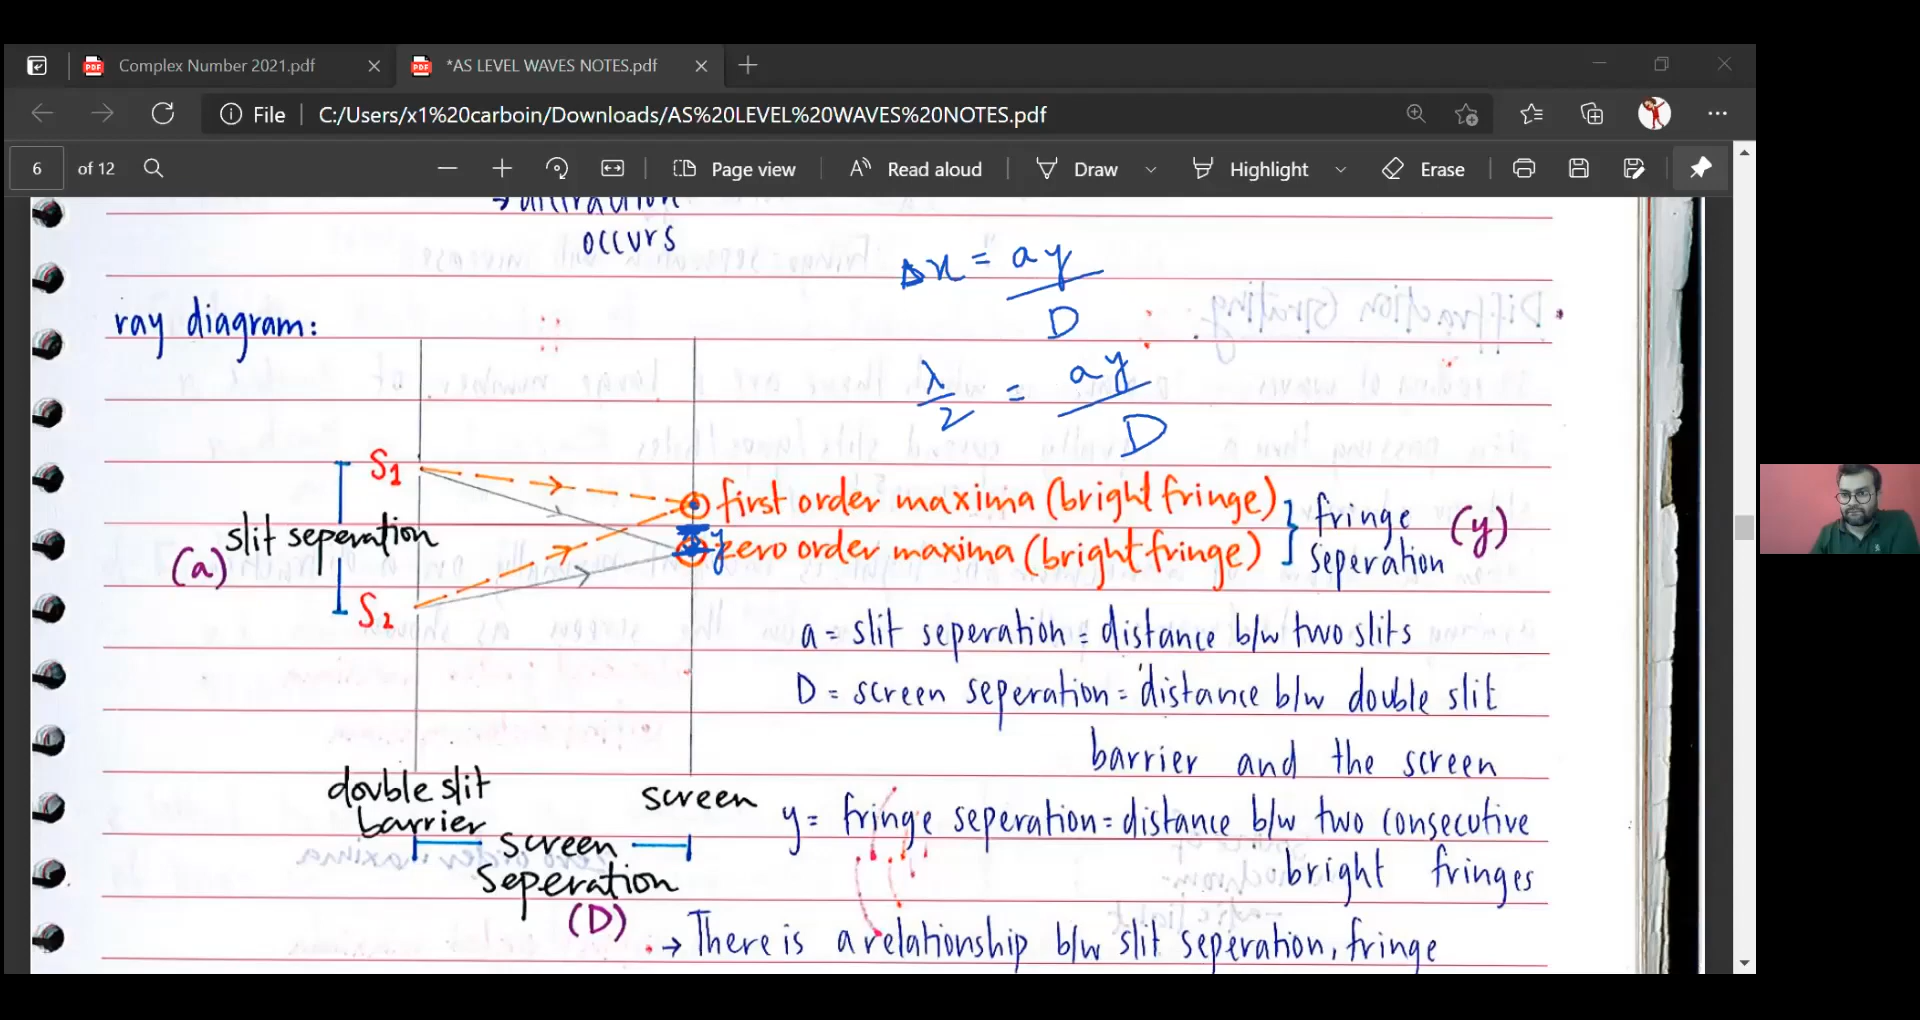 Complex Number 2021.pdf
*AS LEVEL WAVES NOTES.pdf
File
C:/Users/x1%20carboin/Downloads/AS%20LEVEL%20WAVES%20NOTES.pdf
6 of 12
Page view
Read aloud
Draw
Highlight
Erase
→ diffraction
occurs
Δx = ay
D
ray diagram:
λ/2 = ay
D
S1
first order maxima (bright fringe)
fringe
seperation
(y)
slit seperation
(a)
y
zero order maxima (bright fringe)
S2
a = slit seperation = distance b/w two slits
D = screen seperation = distance b/w double slit
barrier and the screen
double slit
barrier
screen
screen
seperation
(D)
y = fringe seperation = distance b/w two consecutive
bright fringes
→ There is a relationship b/w slit seperation, fringe